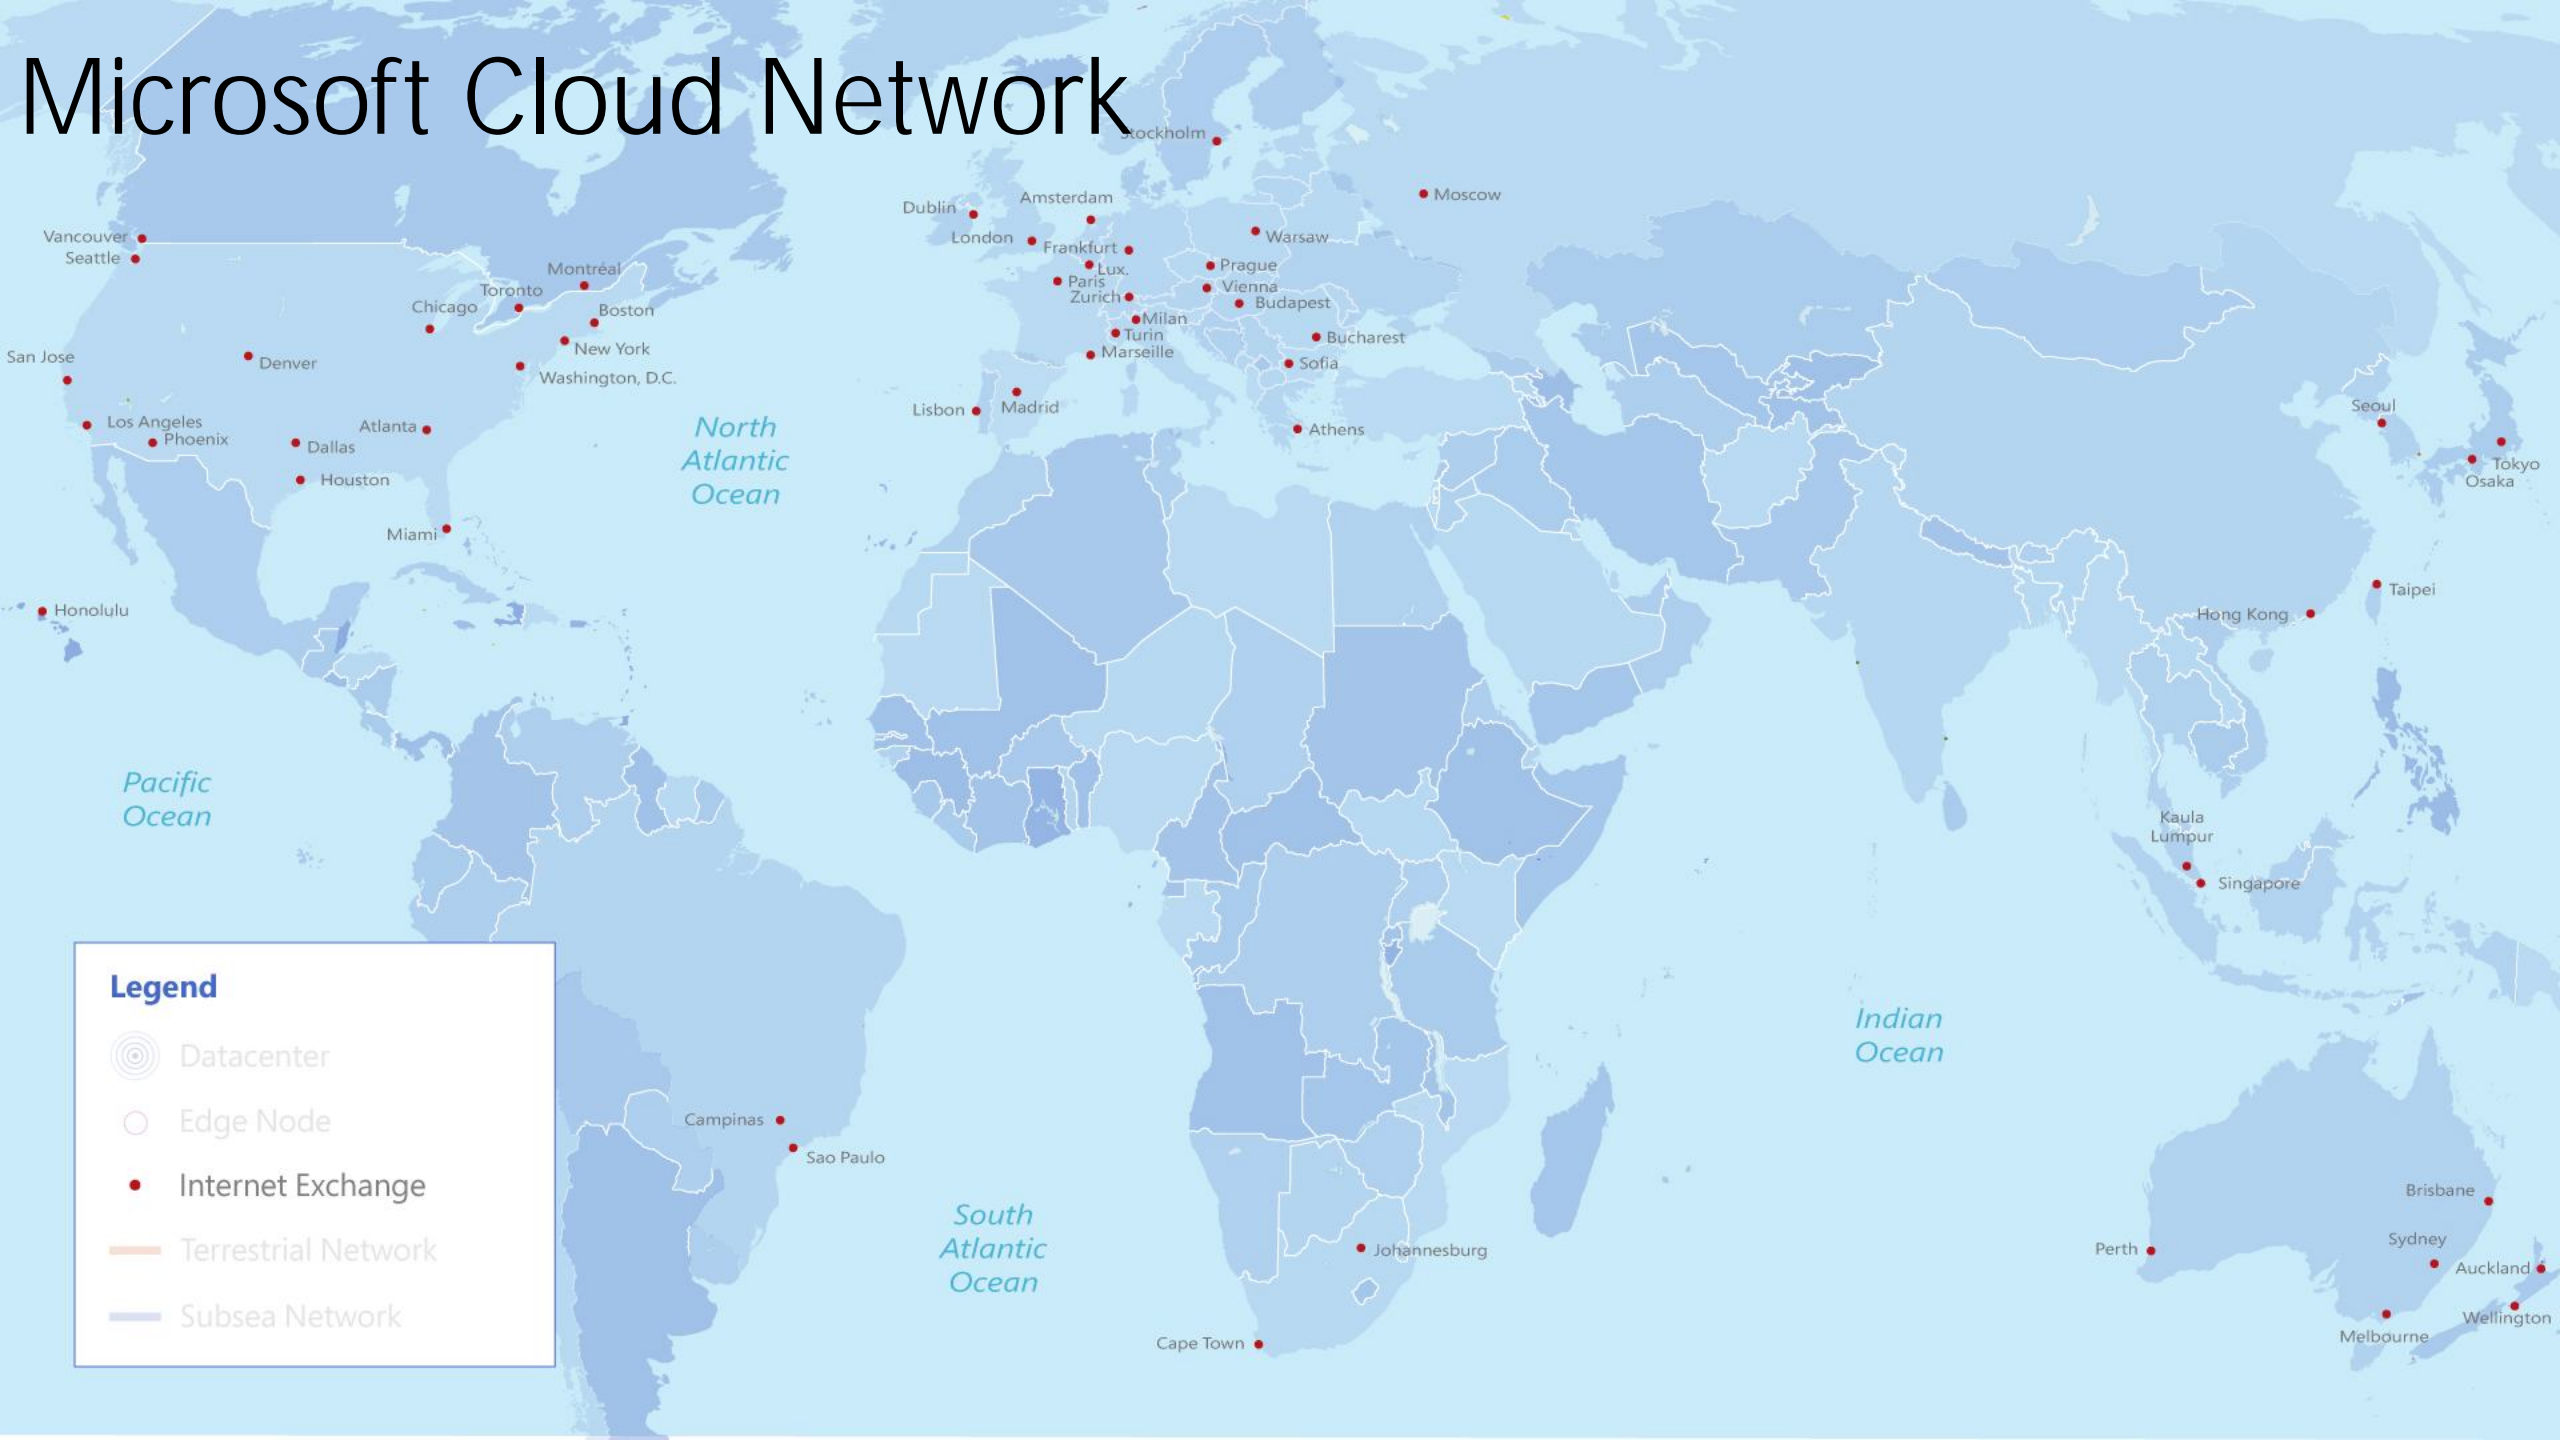 Microsoft Cloud Network
Stockholm
Moscow
Amsterdam
Dublin
London
Frankfurt
Warsaw
Vancouver
Seattle
Lux.
Prague
Montréal
Paris
Vienna
Toronto
Zurich
Budapest
Chicago
Boston
Milan
Turin
Bucharest
New York
Marseille
San Jose
Denver
Sofia
Washington, D.C.
Lisbon
Madrid
Seoul
Los Angeles
Phoenix
Atlanta
North
Atlantic
Ocean
Athens
Dallas
Tokyo
Osaka
Houston
Miami
Taipei
Honolulu
Hong Kong
Pacific
Ocean
Kaula
Lumpur
Singapore
Legend
Datacenter
Edge Node
Internet Exchange
Terrestrial Network
Subsea Network
Indian
Ocean
Campinas
Sao Paulo
South
Atlantic
Ocean
Johannesburg
Cape Town
Brisbane
Perth
Sydney
Auckland
Wellington
Melbourne